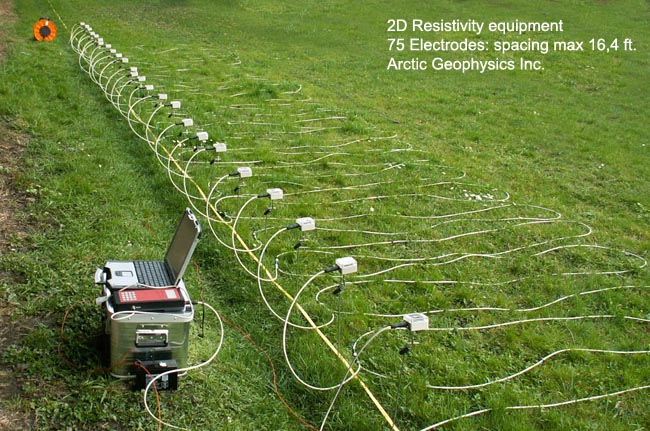 2D Resistivity equipment
75 Electrodes: spacing max 16,4 ft.
Arctic Geophysics Inc.